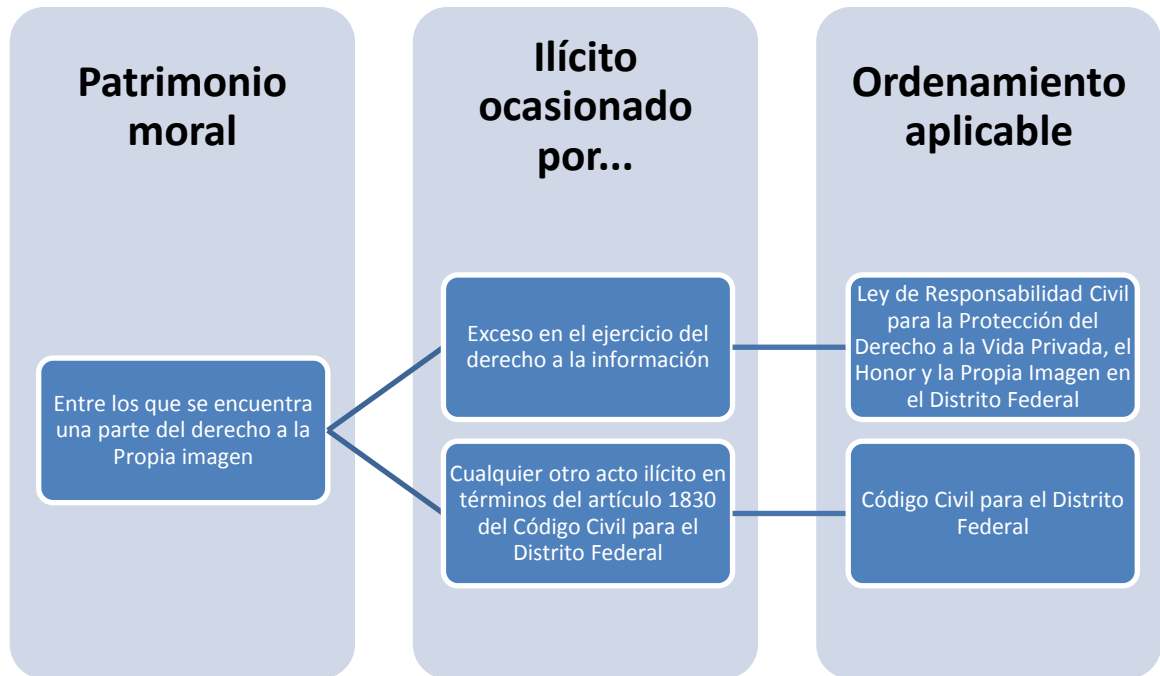 Patrimonio
moral
Ilícito
ocasionado
por...
Ordenamiento
aplicable
Entre los que se encuentra
una parte del derecho a la
Propia imagen
Exceso en el ejercicio del
derecho a la información
Cualquier otro acto ilícito en
términos del artículo 1830
del Código Civil para el
Distrito Federal
Ley de Responsabilidad Civil
para la Protección del
Derecho a la Vida Privada, el
Honor y la Propia Imagen en
el Distrito Federal
Código Civil para el Distrito
Federal